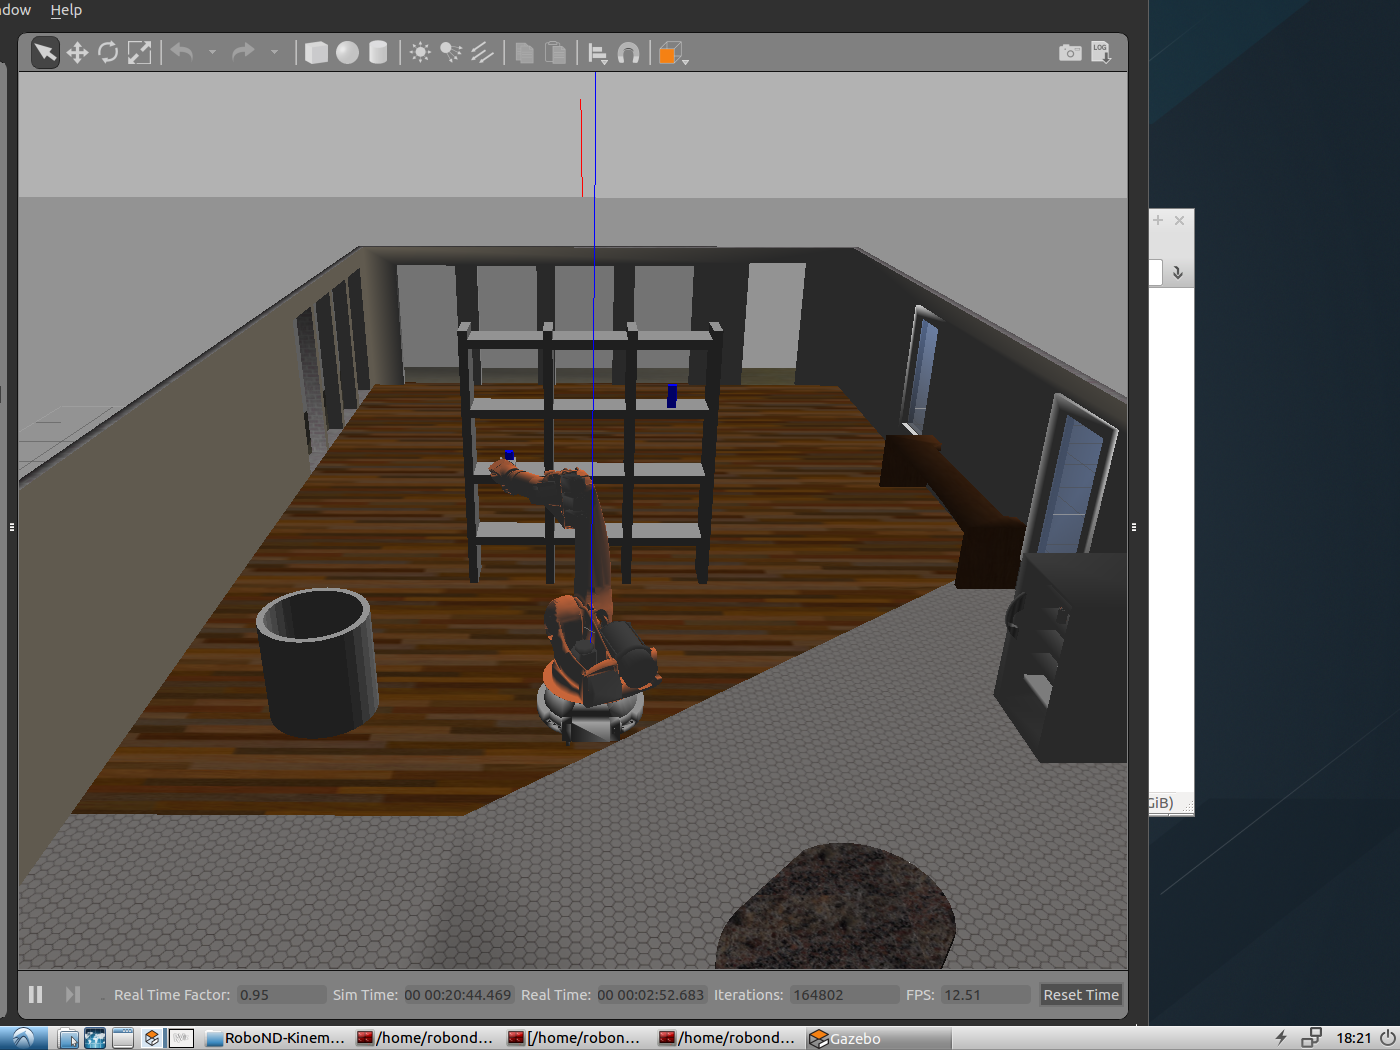 ndow Help
LOG
GiB)
Real Time Factor: 0.95 Sim Time: 00 00:20:44.469 Real Time: 00 00:02:52.683 Iterations: 164802 FPS: 12.51 Reset Time
RoboND-Kinem... /home/robond... [/home/robon... /home/robond... Gazebo 18:21